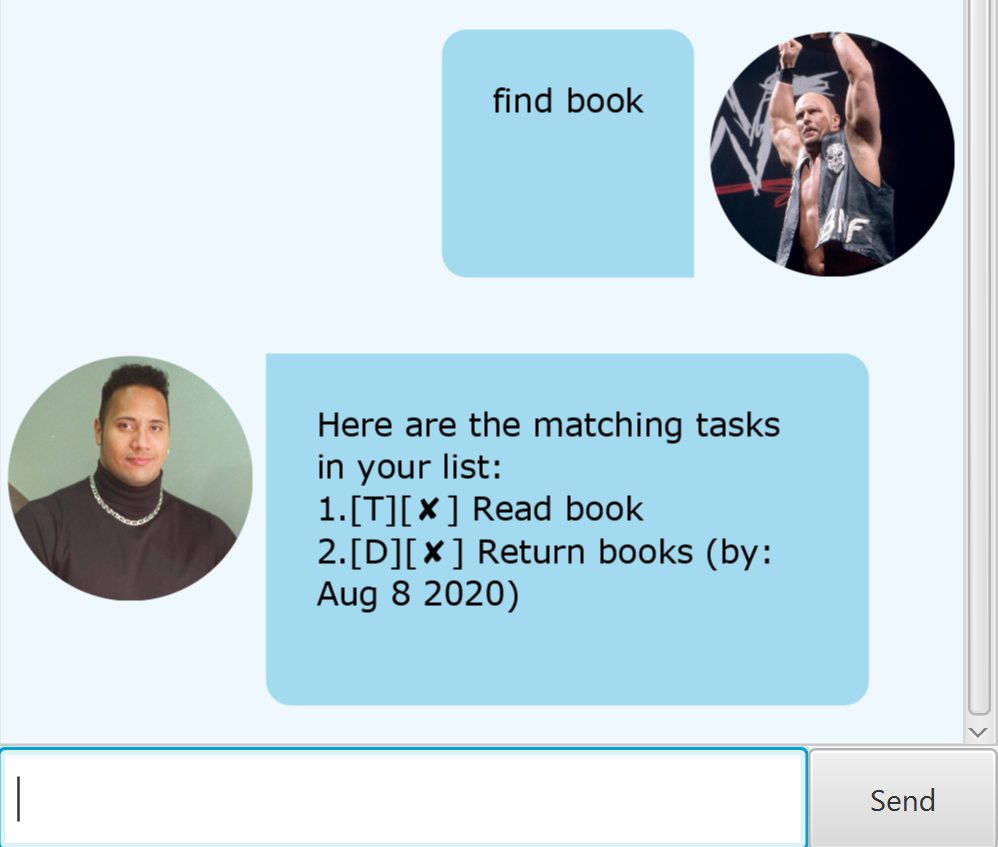 find book
BMF
Here are the matching tasks
in your list:
1.[T][✘] Read book
2.[D][✘] Return books (by:
Aug 8 2020)
Send